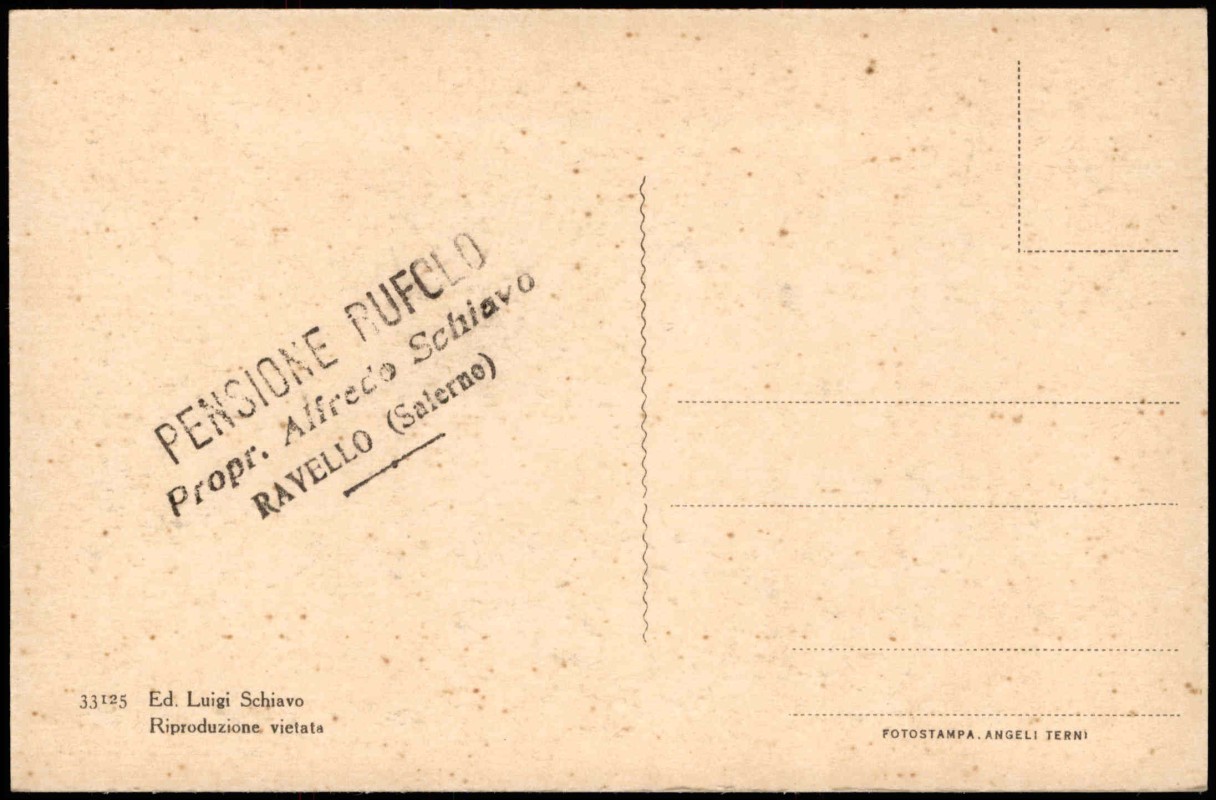 PENSIONE RUFOLO
Propr. Alfredo Schiavo
RAVELLO (Salerno)
33125 Ed. Luigi Schiavo
Riproduzione vietata
FOTOSTAMPA. ANGELI TERNI